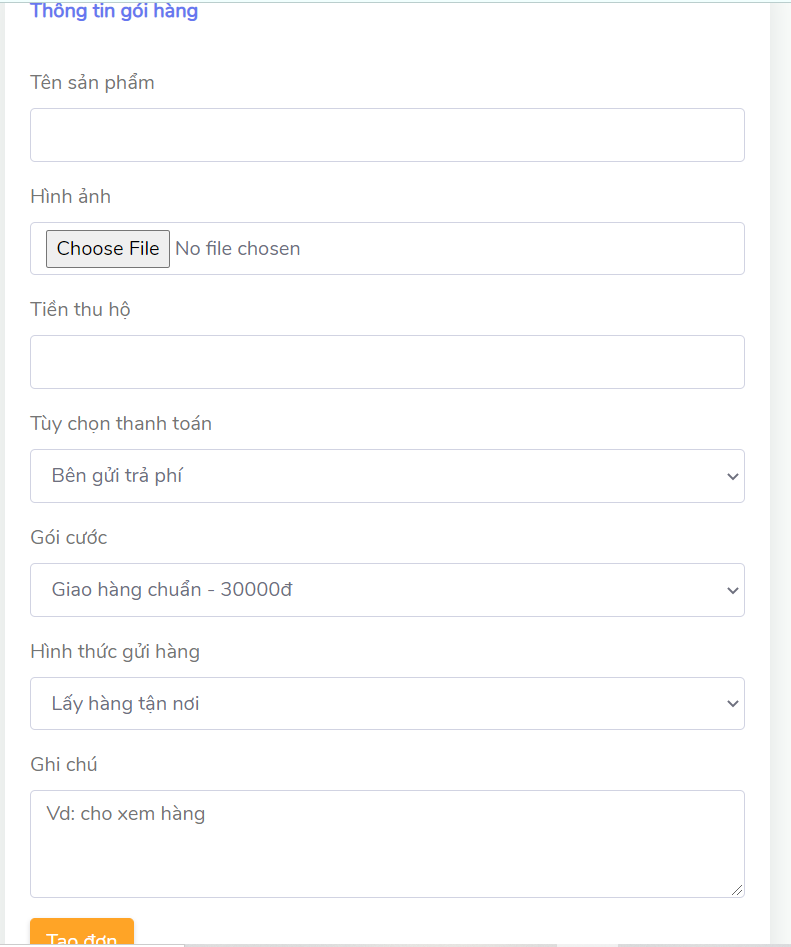 Thông tin gói hàng
Tên sản phẩm
Hình ảnh
Choose File No file chosen
Tiền thu hộ
Tùy chọn thanh toán
Bên gửi trả phí
Gói cước
Giao hàng chuẩn - 30000đ
Hình thức gửi hàng
Lấy hàng tận nơi
Ghi chú
Vd: cho xem hàng
Tạo đơn